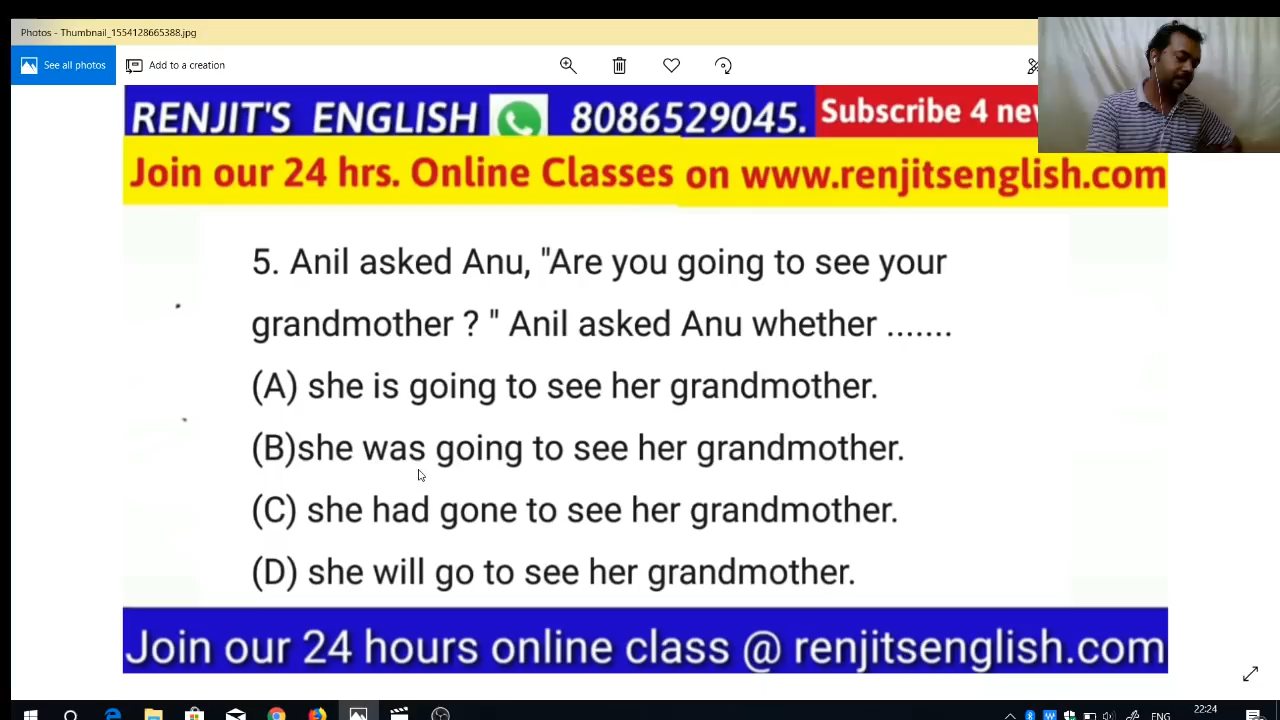 Photos - Thumbnail_1554128665388.jpg
See all photos
Add to a creation
RENJIT'S ENGLISH 8086529045. Subscribe 4
Join our 24 hrs. Online Classes on www.renjitsenglish.com
5. Anil asked Anu, "Are you going to see your
grandmother ? " Anil asked Anu whether .......
(A) she is going to see her grandmother.
(B)she was going to see her grandmother.
(C) she had gone to see her grandmother.
(D) she will go to see her grandmother.
Join our 24 hours online class @ renjitsenglish.com
ENG
22:24